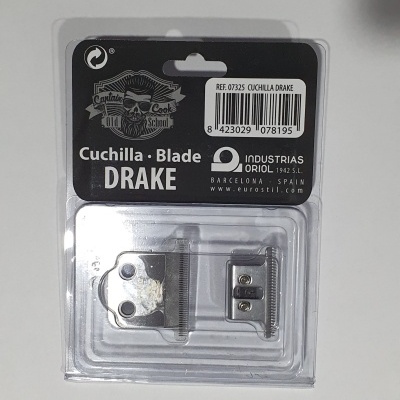 ®
Captain Cook
Old School
REF. 07325 CUCHILLA DRAKE
8 423029 078195
Cuchilla · Blade
DRAKE
INDUSTRIAS
ORIOL 1942 S.L.
BARCELONA - SPAIN
www.eurostil.com